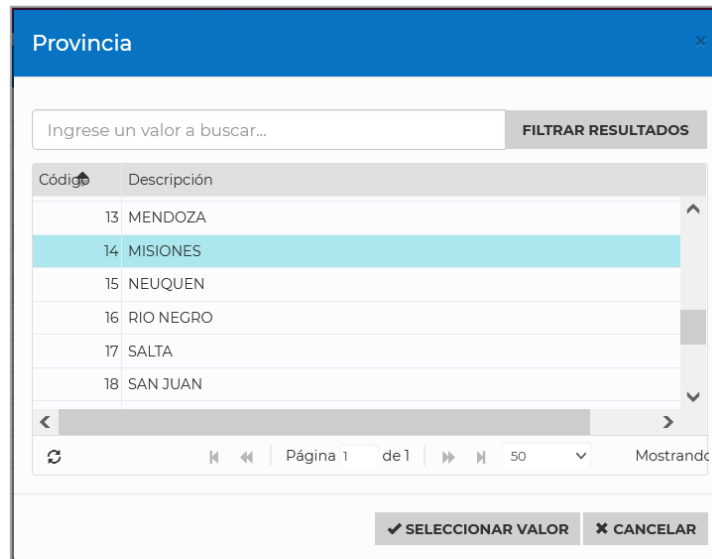 Provincia
Ingrese un valor a buscar... FILTRAR RESULTADOS
Código Descripción
13 MENDOZA
14 MISIONES
15 NEUQUEN
16 RIO NEGRO
17 SALTA
18 SAN JUAN
Página 1 de 1 50 Mostrando
SELECCIONAR VALOR CANCELAR